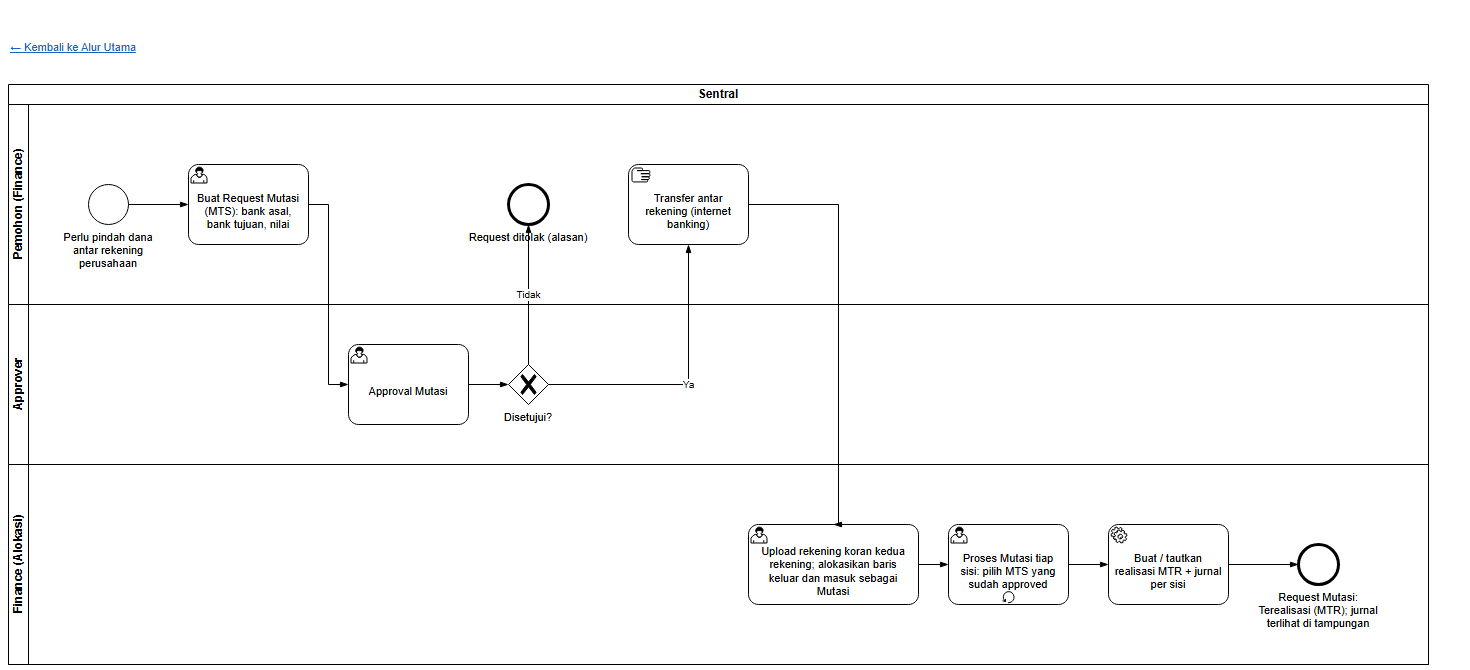 ← Kembali ke Alur Utama
Sentral
Pemohon (Finance)
Perlu pindah dana
antar rekening
perusahaan
Buat Request Mutasi
(MTS): bank asal,
bank tujuan, nilai
Request ditolak (alasan)
Tidak
Transfer antar
rekening (internet
banking)
Approver
Approval Mutasi
Disetujui?
Ya
Finance (Alokasi)
Upload rekening koran kedua
rekening; alokasikan baris
keluar dan masuk sebagai
Mutasi
Proses Mutasi tiap
sisi: pilih MTS yang
sudah approved
Buat / tautkan
realisasi MTR + jurnal
per sisi
Request Mutasi:
Terealisasi (MTR); jurnal
terlihat di tampungan